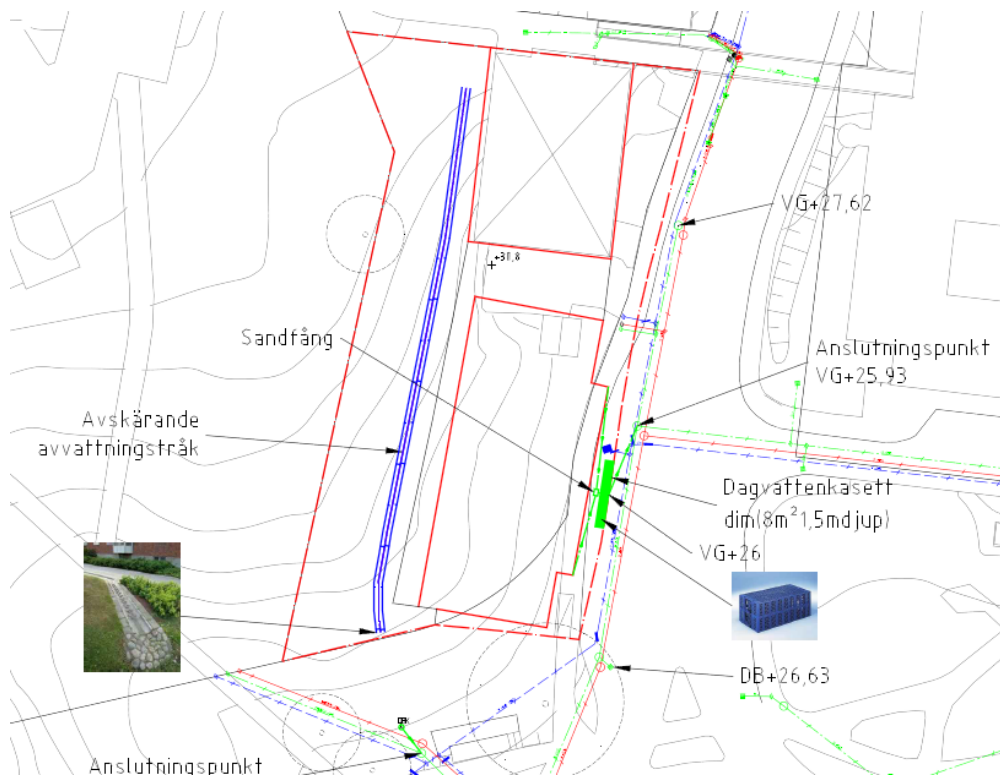 VG+27,62
+31,8
Sandfång
Anslutningspunkt
VG+25,93
Avskärande
avvattningstråk
Dagvattenkasett
dim(8m²1,5mdjup)
VG+26
DB+26,63
Anslutningspunkt